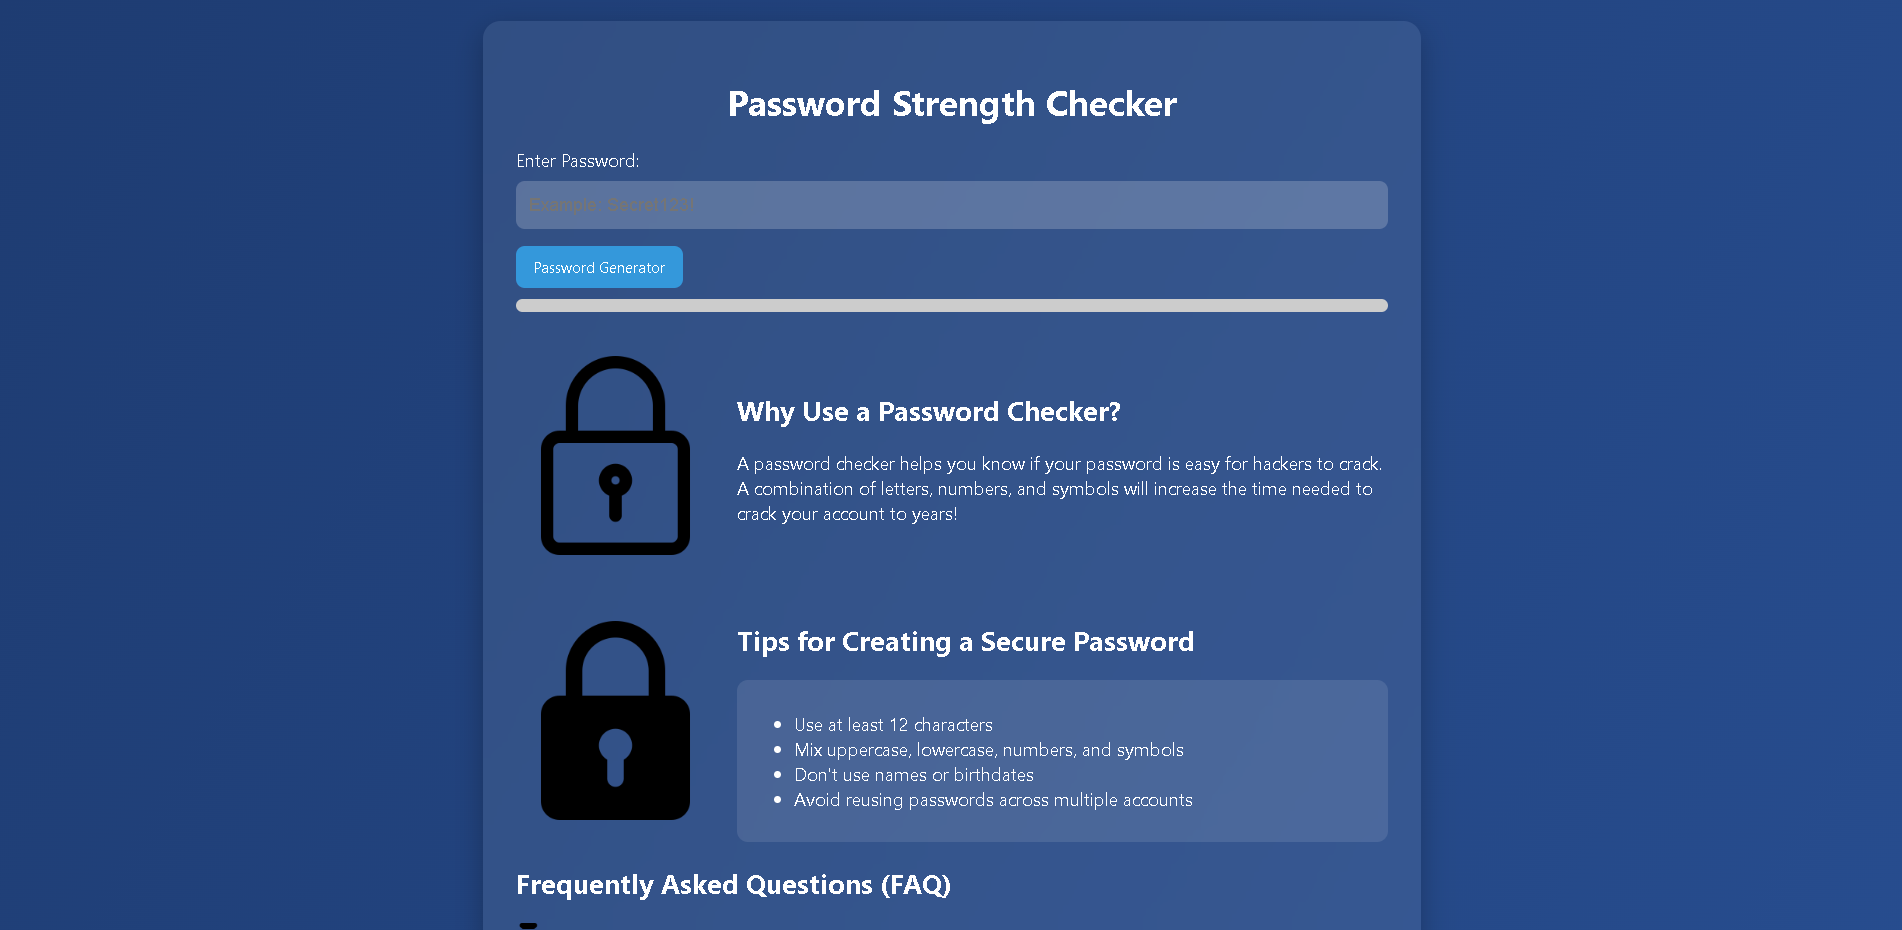 Password Strength Checker
Enter Password:
Example: Secret123!
Password Generator
Why Use a Password Checker?
A password checker helps you know if your password is easy for hackers to crack.
A combination of letters, numbers, and symbols will increase the time needed to
crack your account to years!
Tips for Creating a Secure Password
Use at least 12 characters
Mix uppercase, lowercase, numbers, and symbols
Don't use names or birthdates
Avoid reusing passwords across multiple accounts
Frequently Asked Questions (FAQ)